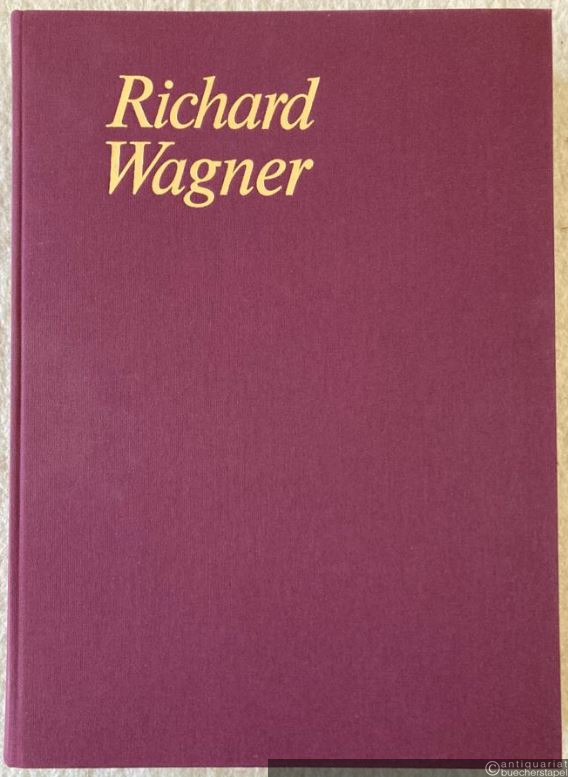 Richard
Wagner
©antiquariat
buecherstapel